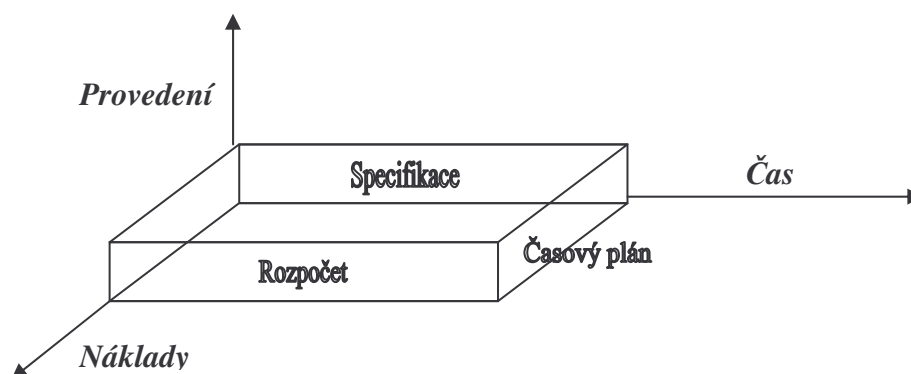 Provedení
Specifikace
Čas
Časový plán
Rozpočet
Náklady